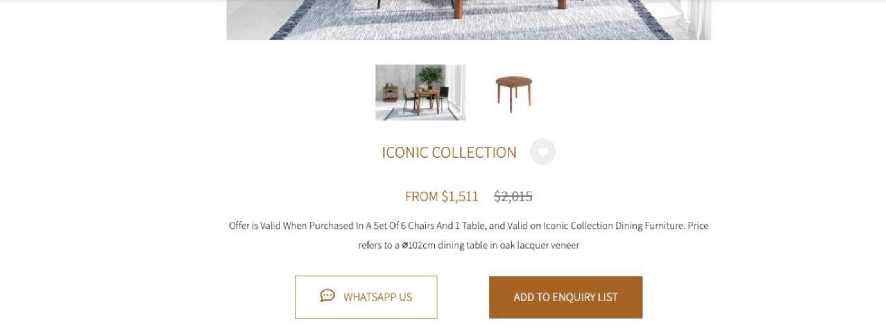 ICONIC COLLECTION
FROM $1,511 $2,015
Offer is Valid When Purchased In A Set Of 6 Chairs And 1 Table, and Valid on Iconic Collection Dining Furniture. Price
refers to a ⌀102cm dining table in oak lacquer veneer
WHATSAPP US
ADD TO ENQUIRY LIST